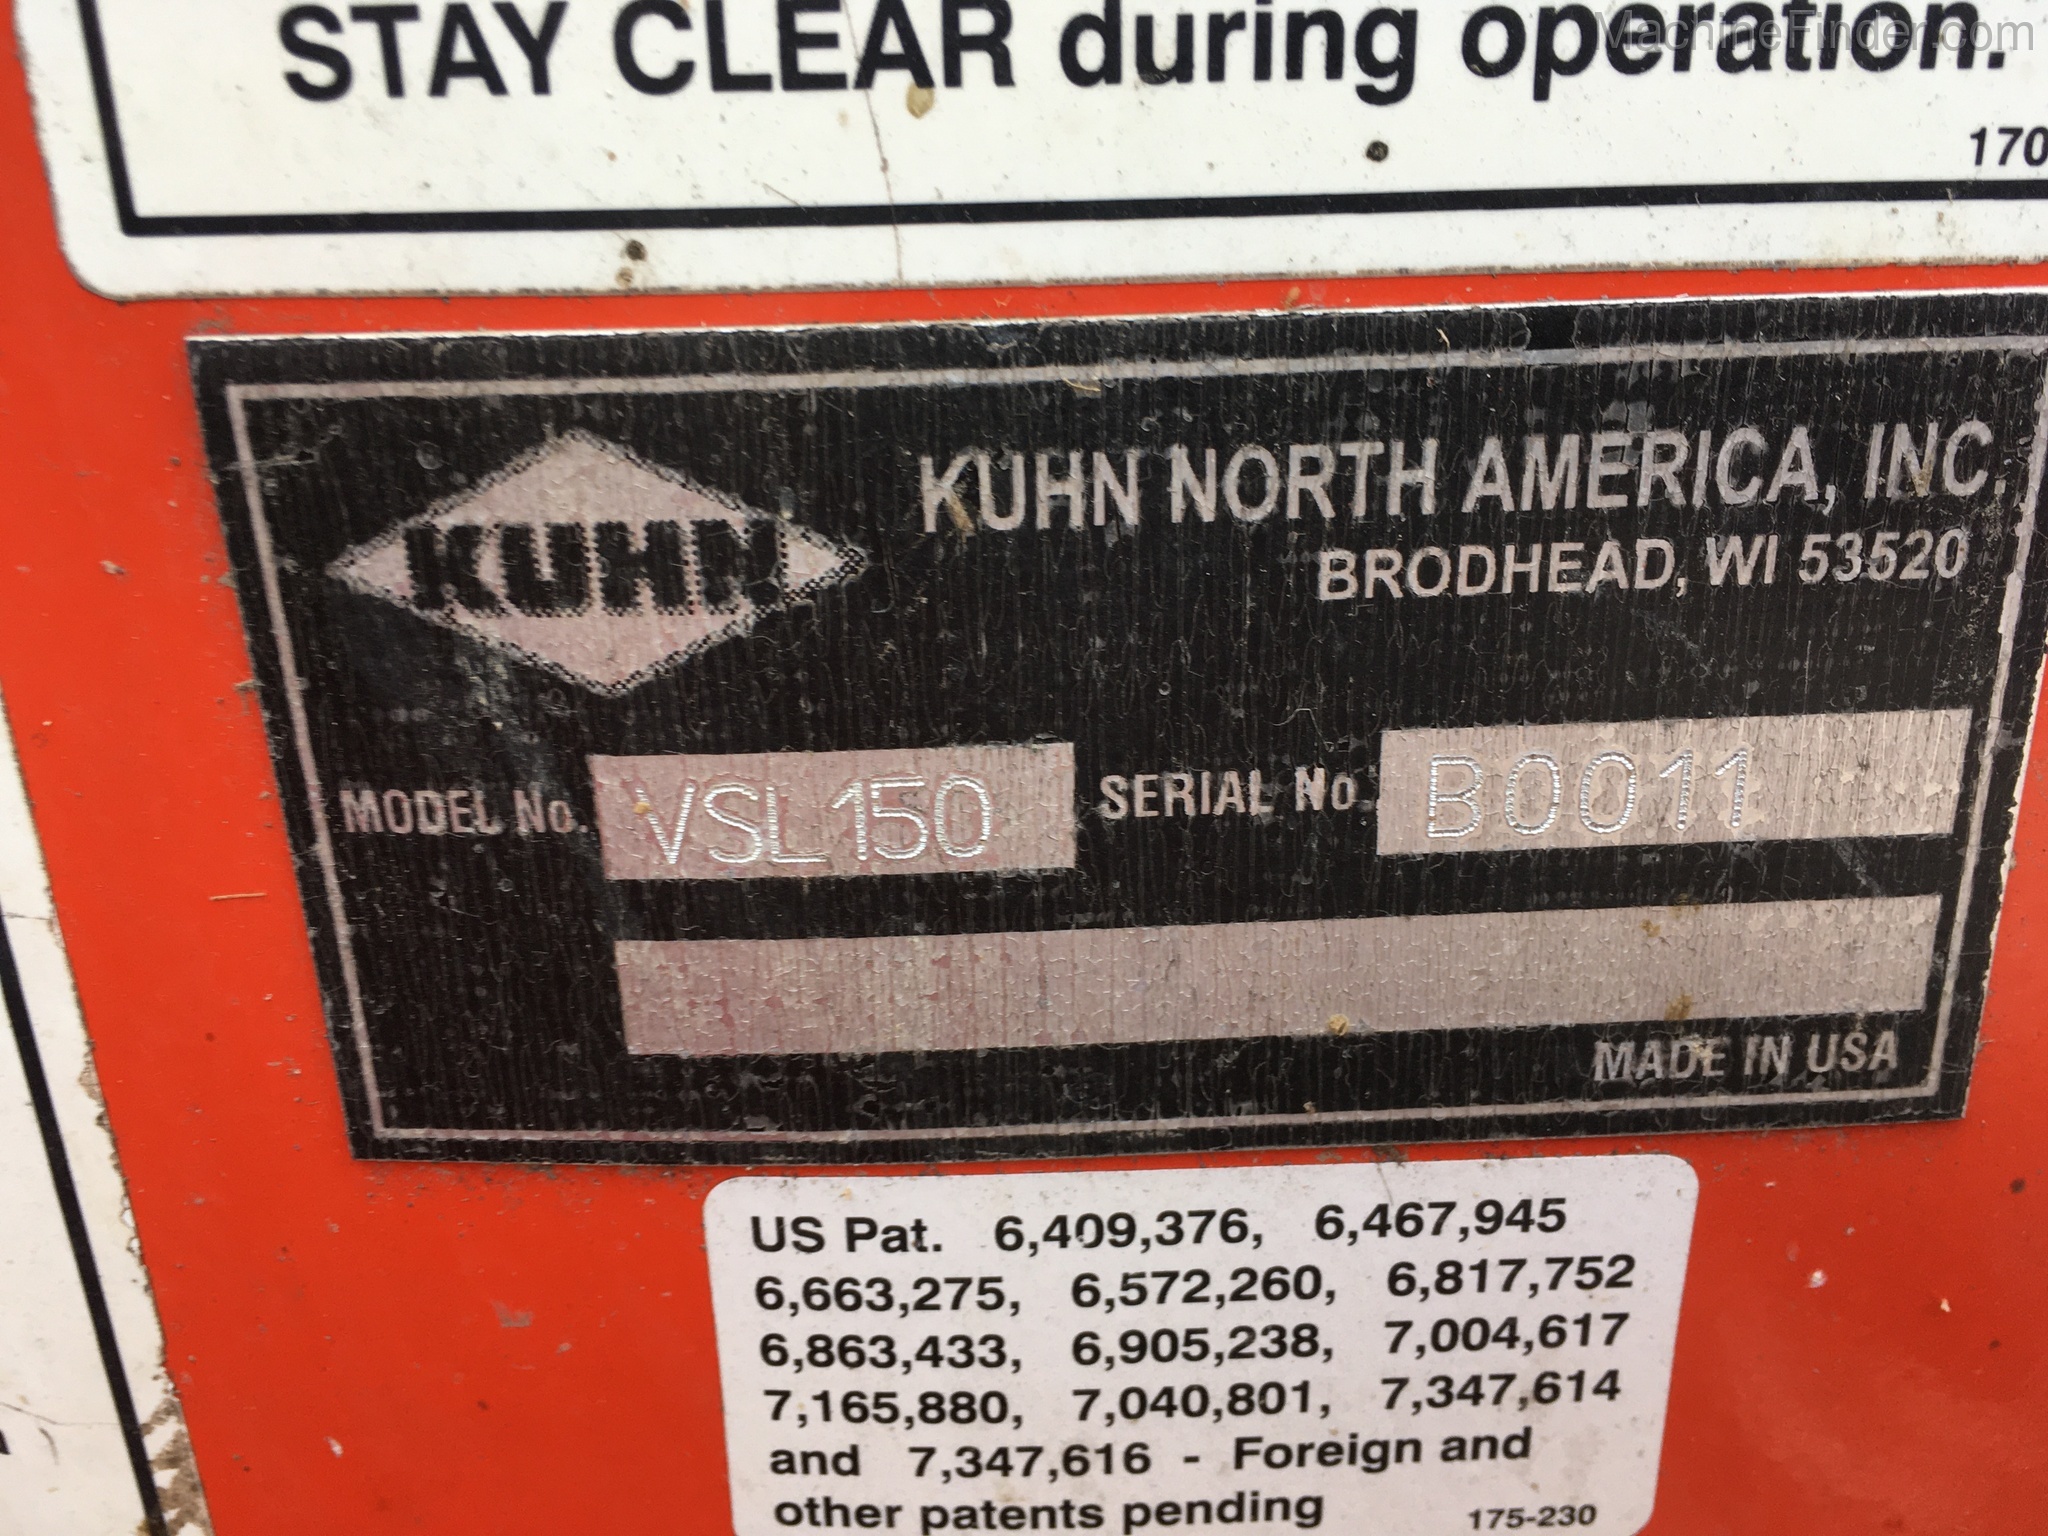 MachineFinder.com
STAY CLEAR during operation.
170
KUHN
KUHN NORTH AMERICA, INC.
BRODHEAD, WI 53520
MODEL No. VSL150 SERIAL No. B0011
MADE IN USA
US Pat. 6,409,376, 6,467,945
6,663,275, 6,572,260, 6,817,752
6,863,433, 6,905,238, 7,004,617
7,165,880, 7,040,801, 7,347,614
and 7,347,616 - Foreign and
other patents pending 175-230